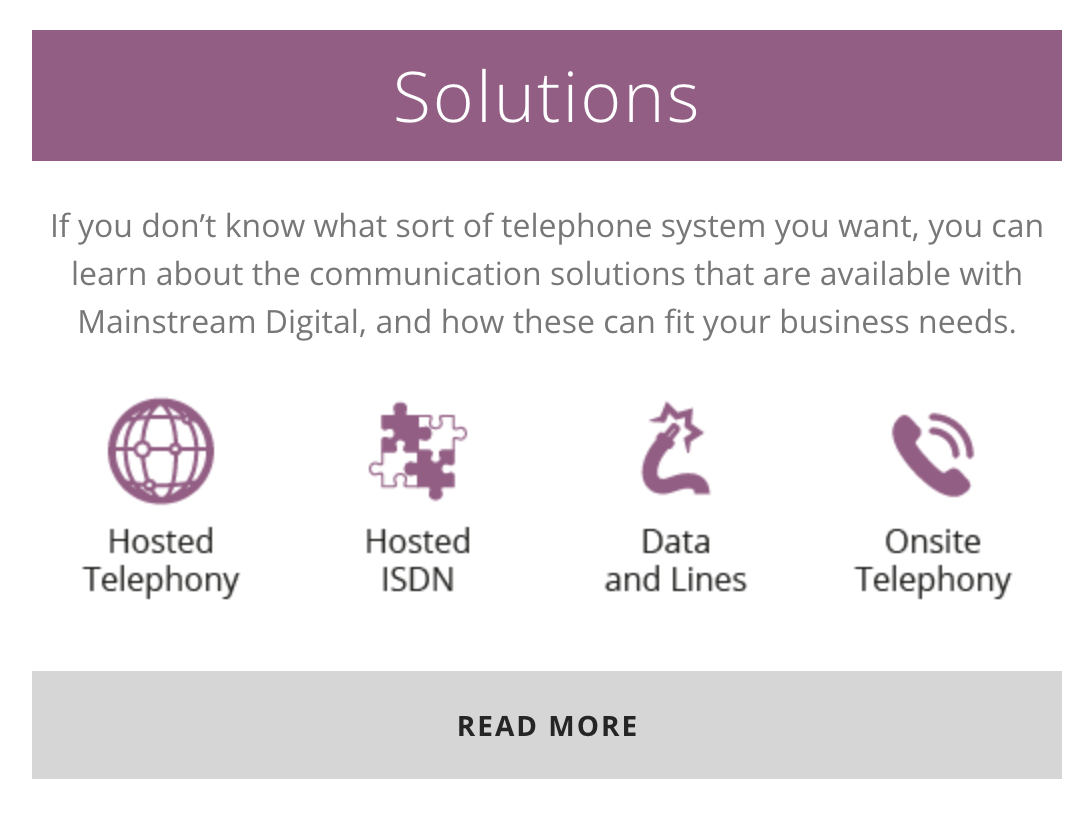 Solutions
If you don’t know what sort of telephone system you want, you can
learn about the communication solutions that are available with
Mainstream Digital, and how these can fit your business needs.
Hosted
Telephony
Hosted
ISDN
Data
and Lines
Onsite
Telephony
READ MORE